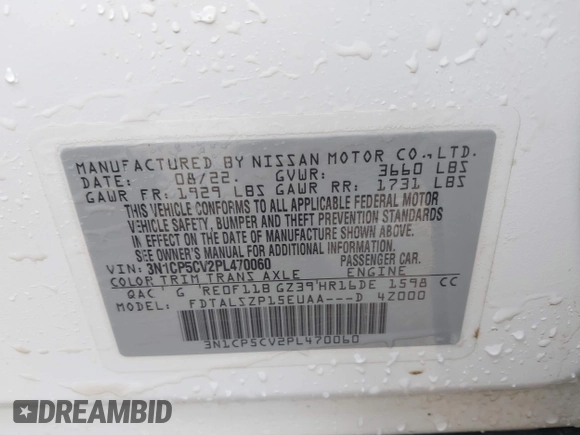 MANUFACTURED BY NISSAN MOTOR CO., LTD.
DATE: 08/22. GVWR: 3660 LBS
GAWR FR: 1929 LBS GAWR RR: 1731 LBS
THIS VEHICLE CONFORMS TO ALL APPLICABLE FEDERAL MOTOR
VEHICLE SAFETY, BUMPER AND THEFT PREVENTION STANDARDS
IN EFFECT ON THE DATE OF MANUFACTURE SHOWN ABOVE.
SEE OWNER'S MANUAL FOR ADDITIONAL INFORMATION.
VIN: 3N1CP5CV2PL470060 PASSENGER CAR.
COLOR TRIM TRANS AXLE ENGINE
QAC G RE0F11B GZ39 HR16DE 1598 CC
FDTALSZP15EUAA---D 4Z000
3N1CP5CV2PL470060
DREAMBID